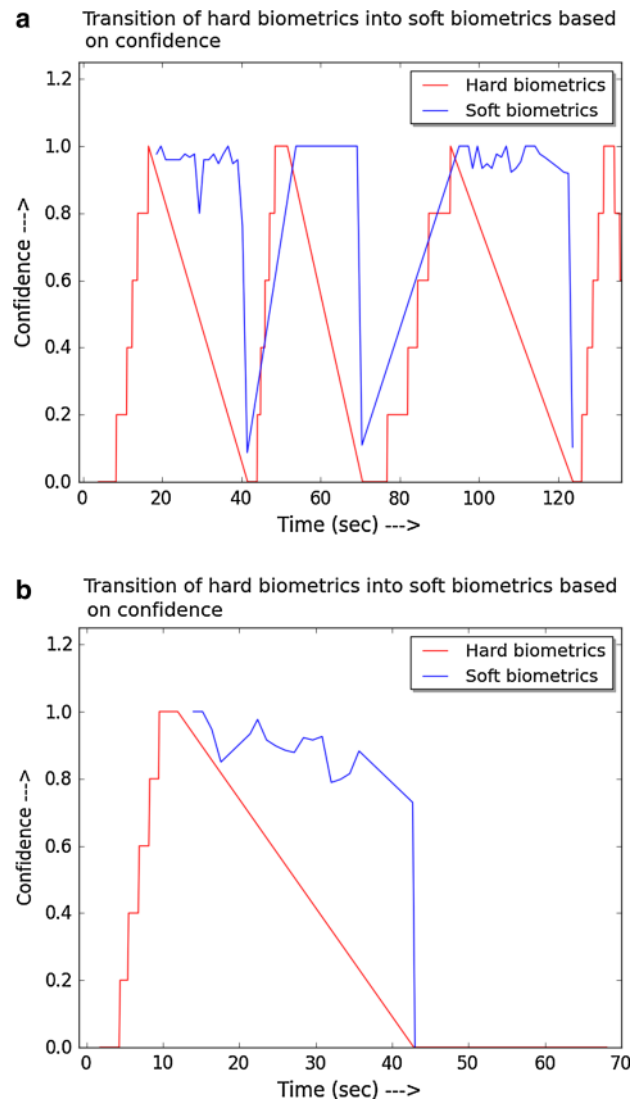 a
Transition of hard biometrics into soft biometrics based
on confidence
1.2
1.0
0.8
0.6
0.4
0.2
0.0
Confidence --->
Hard biometrics
Soft biometrics
0 20 40 60 80 100 120
Time (sec) --->
b
Transition of hard biometrics into soft biometrics based
on confidence
1.2
1.0
0.8
0.6
0.4
0.2
0.0
Confidence --->
Hard biometrics
Soft biometrics
0 10 20 30 40 50 60 70
Time (sec) --->